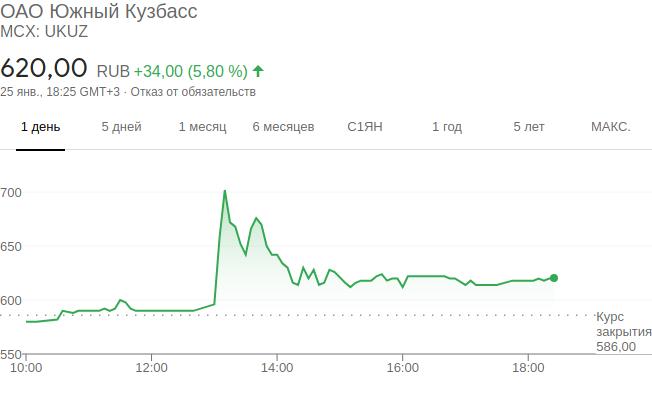 ОАО Южный Кузбасс
MCX: UKUZ
620,00 RUB +34,00 (5,80 %)
25 янв., 18:25 GMT+3 · Отказ от обязательств
1 день 5 дней 1 месяц 6 месяцев С1ЯН 1 год 5 лет МАКС.
700
650
600
Курс
закрытия
586,00
550
10:00 12:00 14:00 16:00 18:00